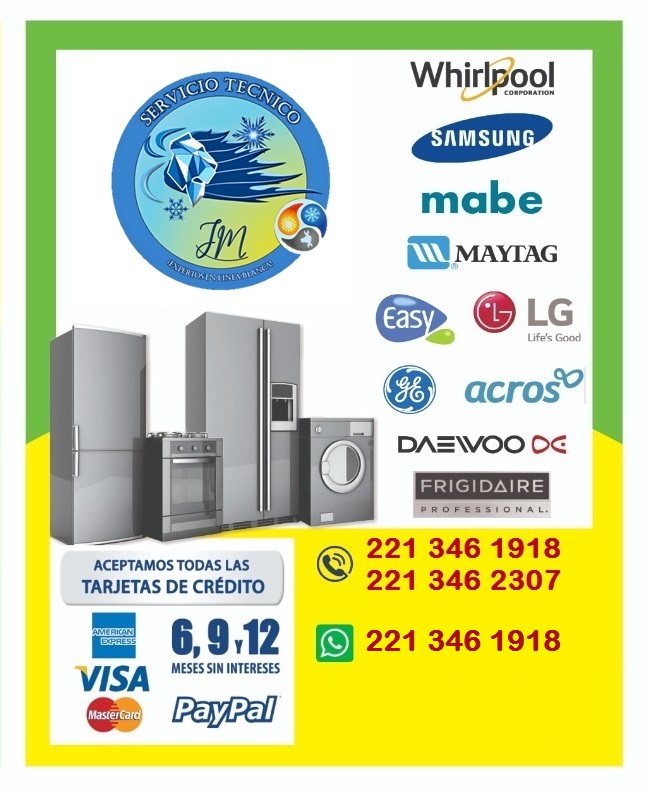 SERVICIO TECNICO
JM
¡EXPERTOS EN LINEA BLANCA!
Whirlpool
CORPORATION
SAMSUNG
mabe
MAYTAG®
Easy
LG
Life's Good
GE
acros
DAEWOO
FRIGIDAIRE
PROFESSIONAL.
ACEPTAMOS TODAS LAS
TARJETAS DE CRÉDITO
AMERICAN
EXPRESS
6, 9 Y 12
MESES SIN INTERESES
VISA
MasterCard
PayPal
221 346 1918
221 346 2307
221 346 1918